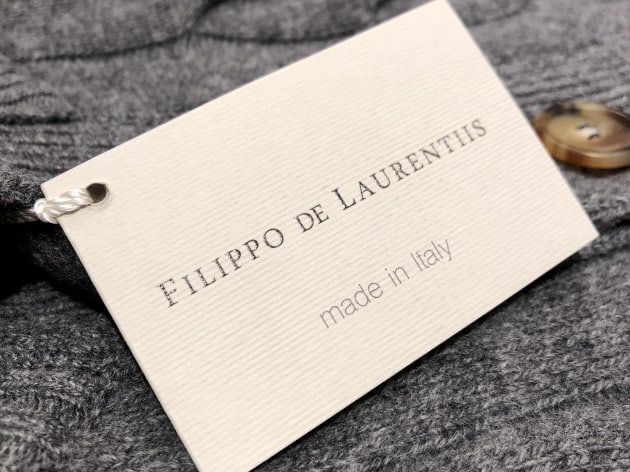 FILIPPO DE LAURENTIIS
made in Italy